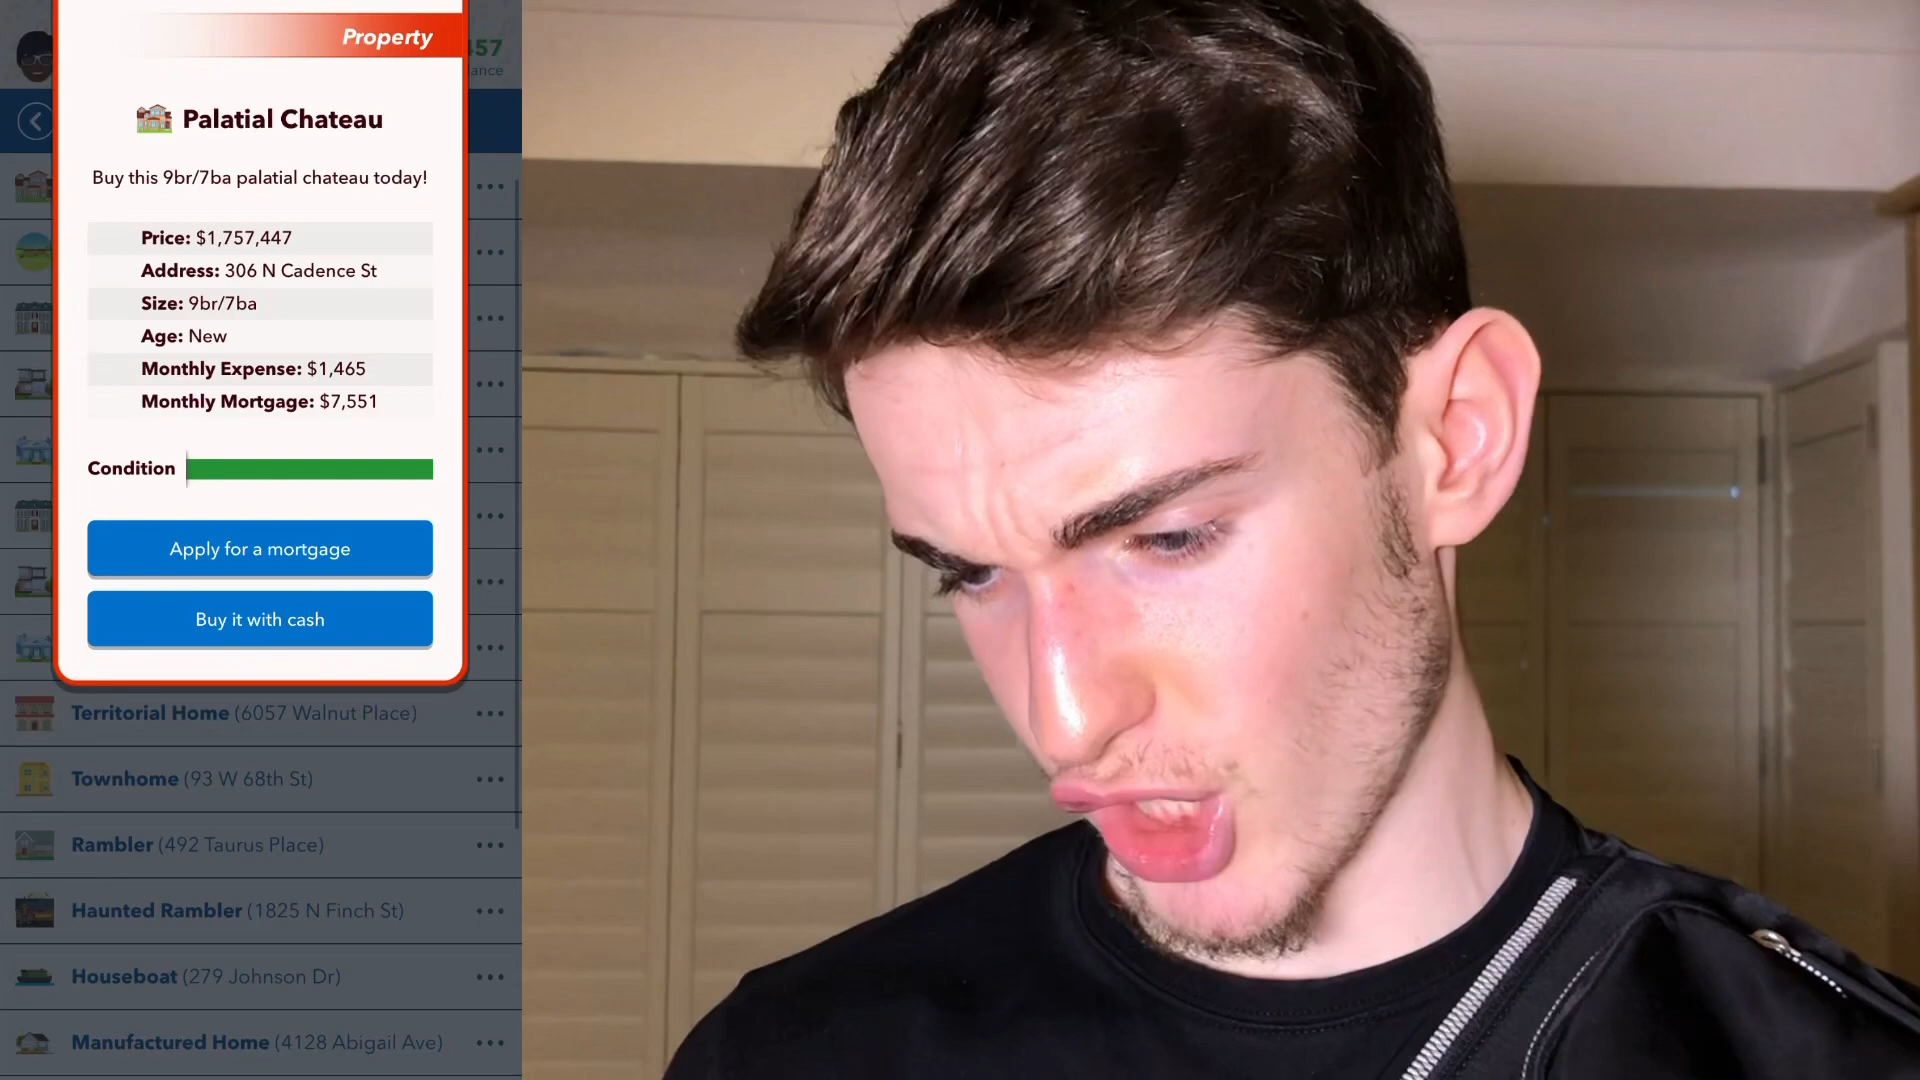 Property
457
ance
Palatial Chateau
Buy this 9br/7ba palatial chateau today!
Price: $1,757,447
Address: 306 N Cadence St
Size: 9br/7ba
Age: New
Monthly Expense: $1,465
Monthly Mortgage: $7,551
Condition
Apply for a mortgage
Buy it with cash
Territorial Home (6057 Walnut Place)
Townhome (93 W 68th St)
Rambler (492 Taurus Place)
Haunted Rambler (1825 N Finch St)
Houseboat (279 Johnson Dr)
Manufactured Home (4128 Abigail Ave)